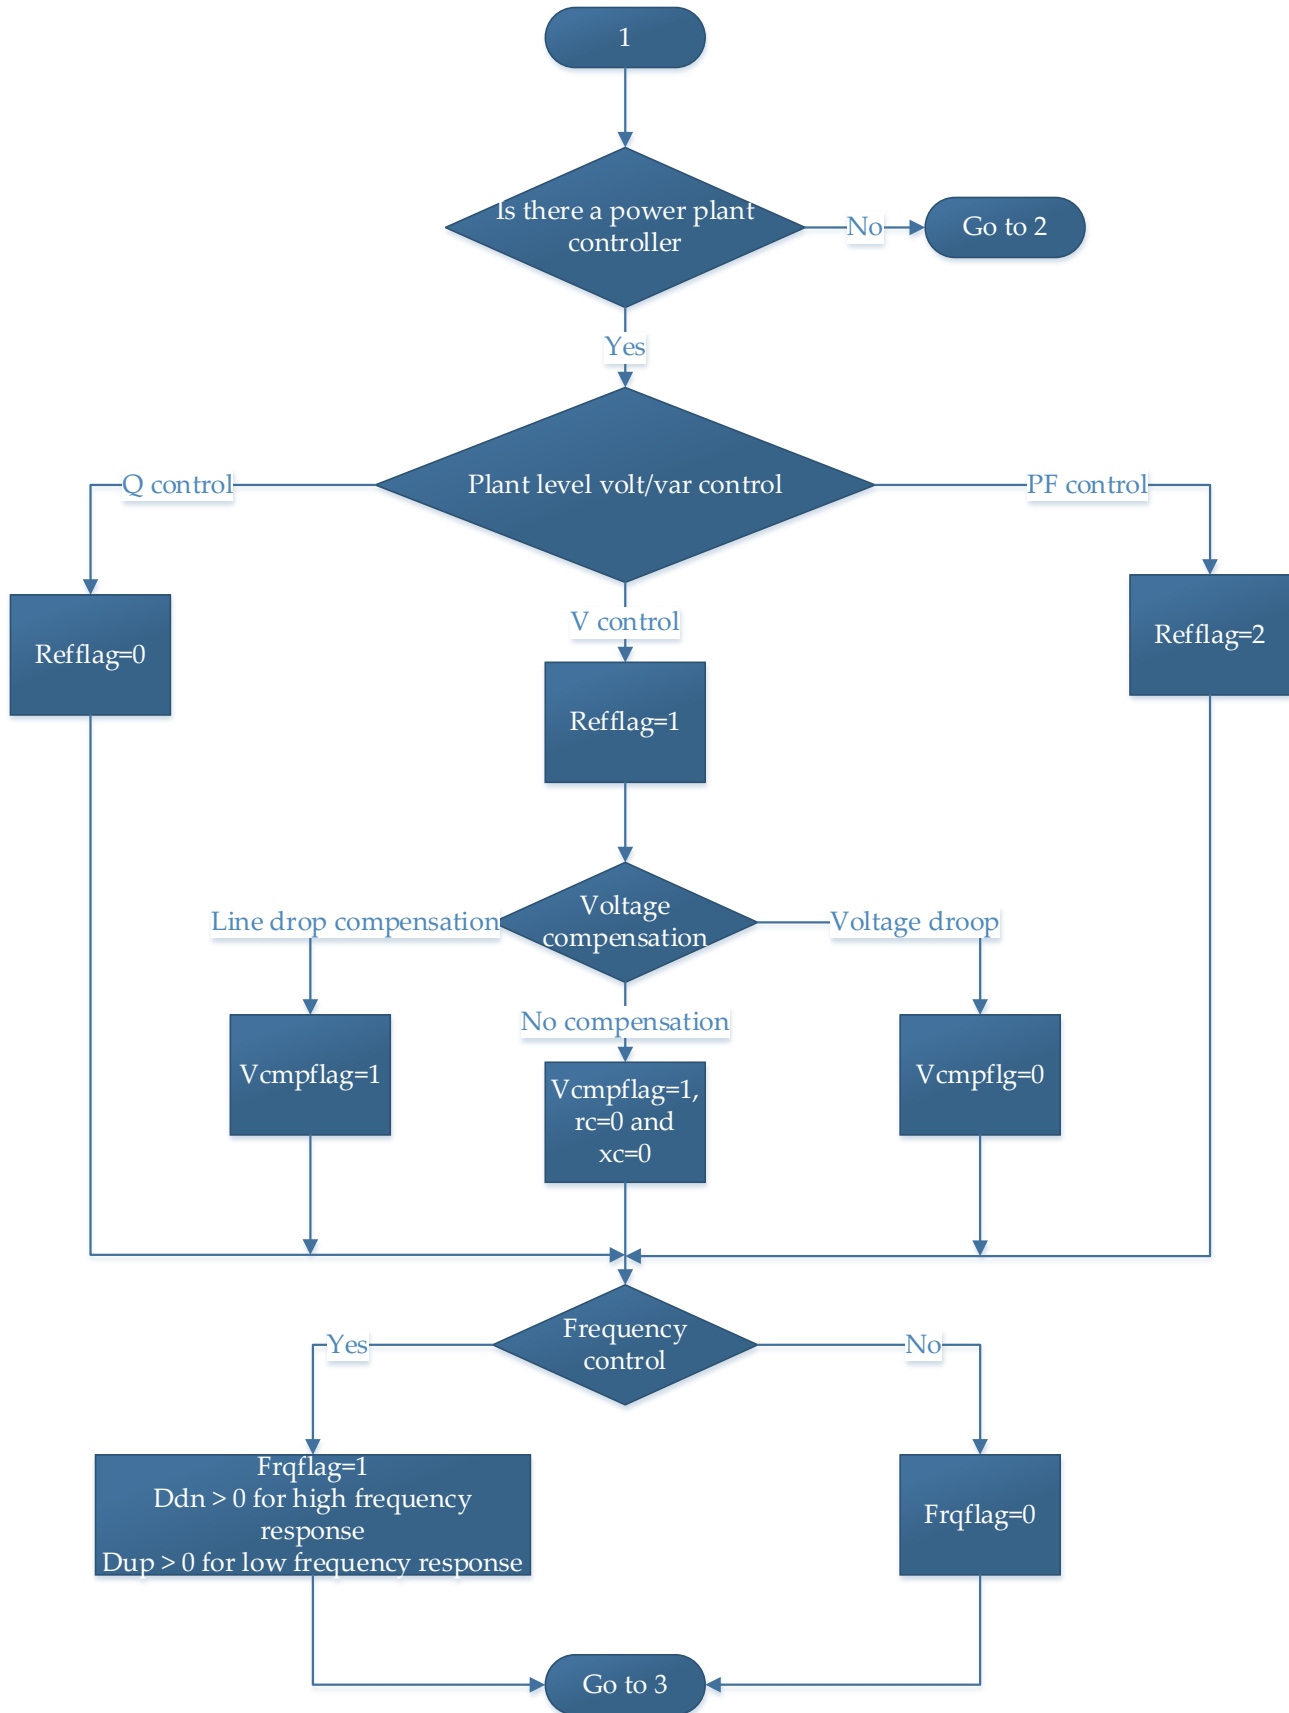 1
Is there a power plant
controller
No
Go to 2
Yes
Q control
Plant level volt/var control
PF control
V control
Refflag=0
Refflag=2
Refflag=1
Line drop compensation
Voltage
compensation
Voltage droop
No compensation
Vcmpflag=1
Vcmpflag=1,
rc=0 and
xc=0
Vcmpflg=0
Yes
Frequency
control
No
Frqflag=1
Ddn > 0 for high frequency
response
Dup > 0 for low frequency response
Frqflag=0
Go to 3